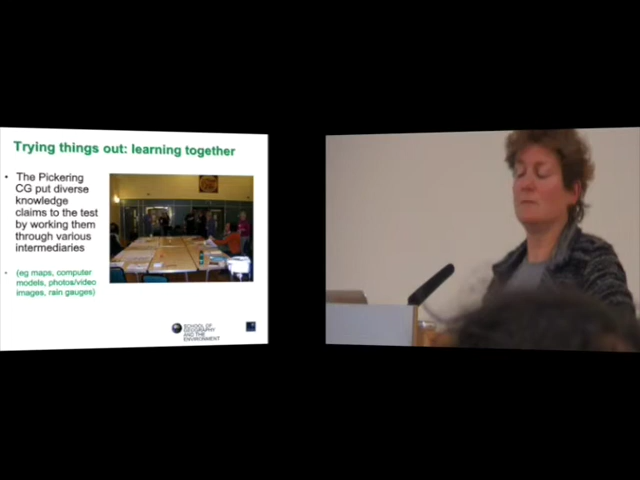 Trying things out: learning together
• The Pickering
CG put diverse
knowledge
claims to the test
by working them
through various
intermediaries
• (eg maps, computer
models, photos/video
images, rain gauges)
SCHOOL OF
GEOGRAPHY
AND THE
ENVIRONMENT